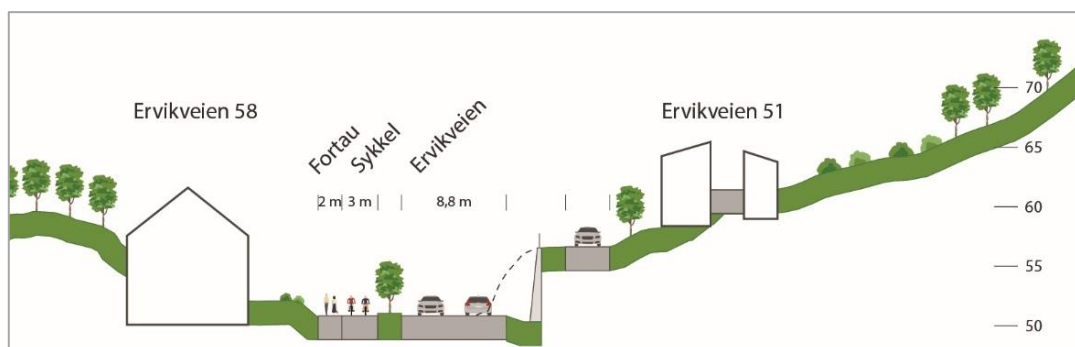 Ervikveien 58
Fortau
Sykkel
Ervikveien
Ervikveien 51
2 m
3 m
8,8 m
70
65
60
55
50